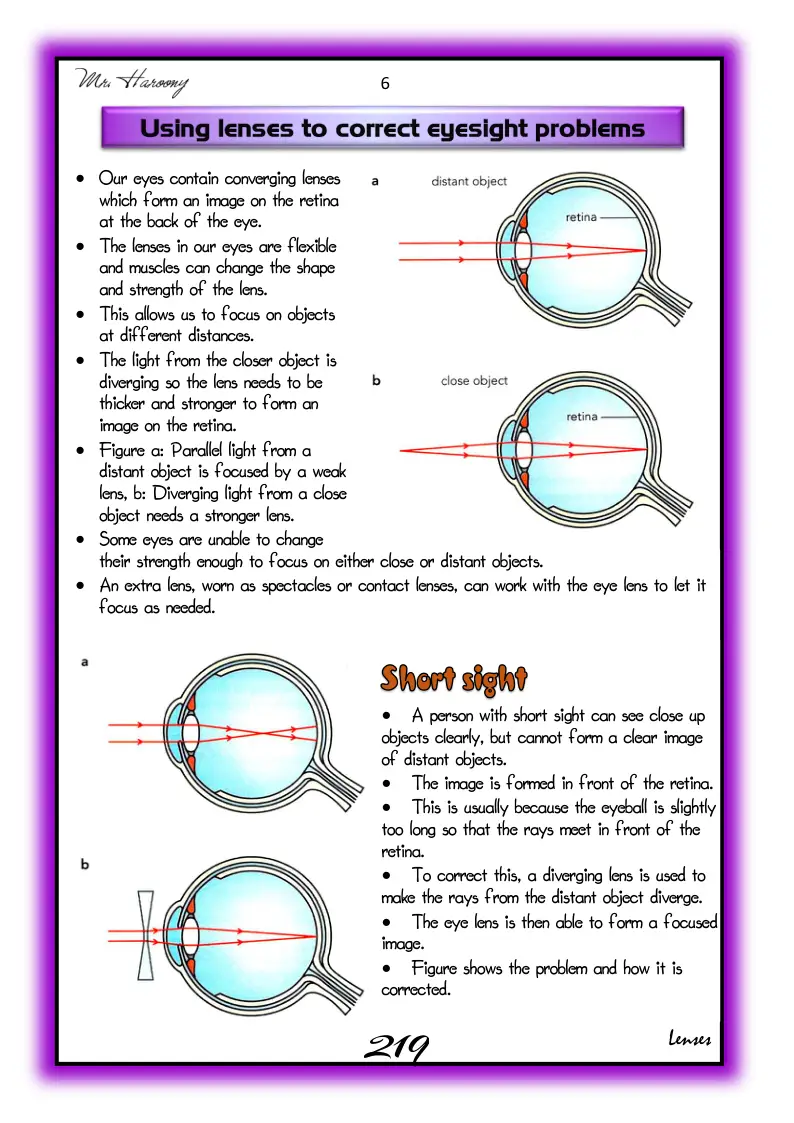 Mr. Haroony
6
Using lenses to correct eyesight problems
• Our eyes contain converging lenses
which form an image on the retina
at the back of the eye.
• The lenses in our eyes are flexible
and muscles can change the shape
and strength of the lens.
• This allows us to focus on objects
at different distances.
• The light from the closer object is
diverging so the lens needs to be
thicker and stronger to form an
image on the retina.
• Figure a: Parallel light from a
distant object is focused by a weak
lens, b: Diverging light from a close
object needs a stronger lens.
• Some eyes are unable to change
their strength enough to focus on either close or distant objects.
• An extra lens, worn as spectacles or contact lenses, can work with the eye lens to let it
focus as needed.
a
distant object
retina
b
close object
retina
a
b
Short sight
• A person with short sight can see close up
objects clearly, but cannot form a clear image
of distant objects.
• The image is formed in front of the retina.
• This is usually because the eyeball is slightly
too long so that the rays meet in front of the
retina.
• To correct this, a diverging lens is used to
make the rays from the distant object diverge.
• The eye lens is then able to form a focused
image.
• Figure shows the problem and how it is
corrected.
219
Lenses